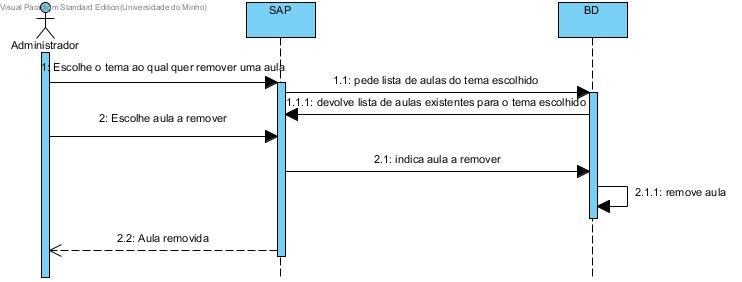 Visual Paradigm Standard Edition(Universidade do Minho)
SAP
BD
Administrador
1: Escolhe o tema ao qual quer remover uma aula
1.1: pede lista de aulas do tema escolhido
1.1.1: devolve lista de aulas existentes para o tema escolhido
2: Escolhe aula a remover
2.1: indica aula a remover
2.1.1: remove aula
2.2: Aula removida